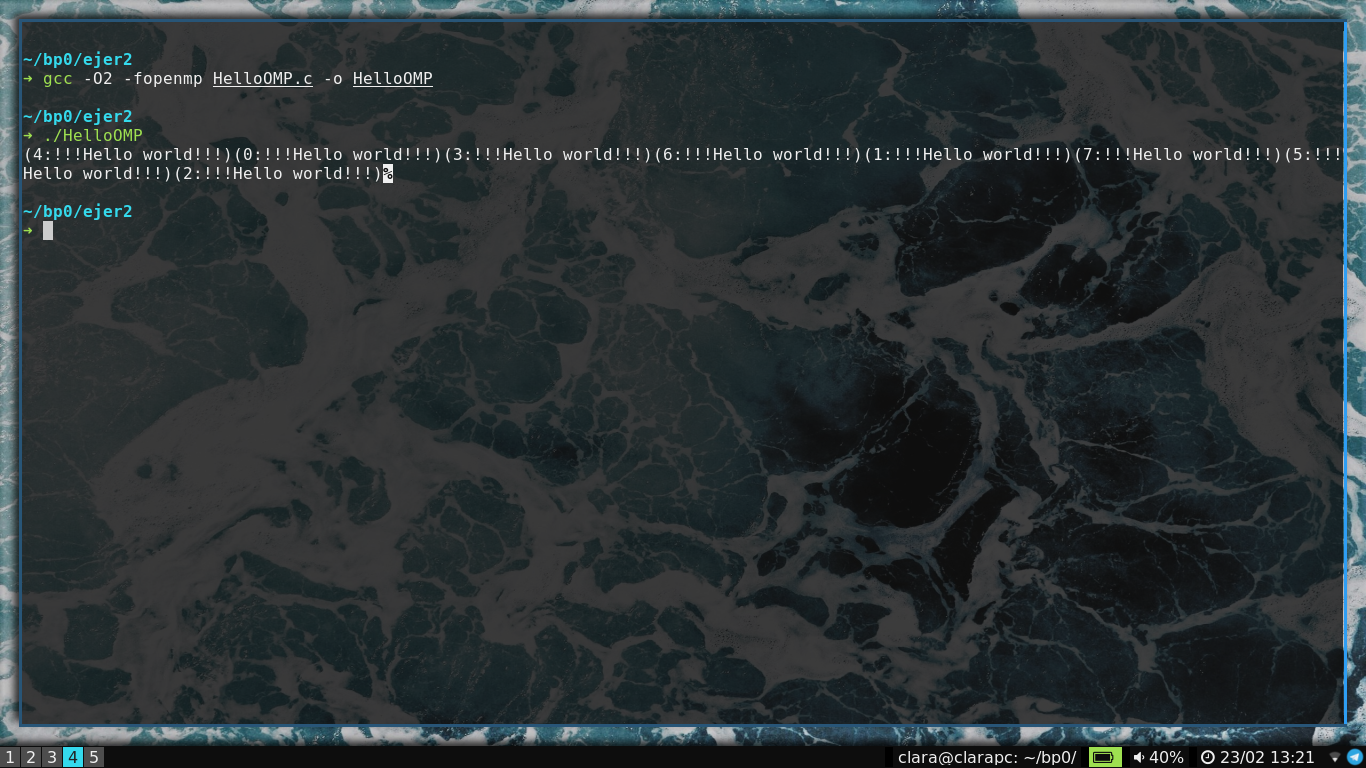 ~/bp0/ejer2
→ gcc -O2 -fopenmp HelloOMP.c -o HelloOMP
~/bp0/ejer2
→ ./HelloOMP
(4:!!!Hello world!!!)(0:!!!Hello world!!!)(3:!!!Hello world!!!)(6:!!!Hello world!!!)(1:!!!Hello world!!!)(7:!!!Hello world!!!)(5:!!!
Hello world!!!)(2:!!!Hello world!!!)%
~/bp0/ejer2
→
1 2 3 4 5 clara@clarapc: ~/bp0/ 40% 23/02 13:21